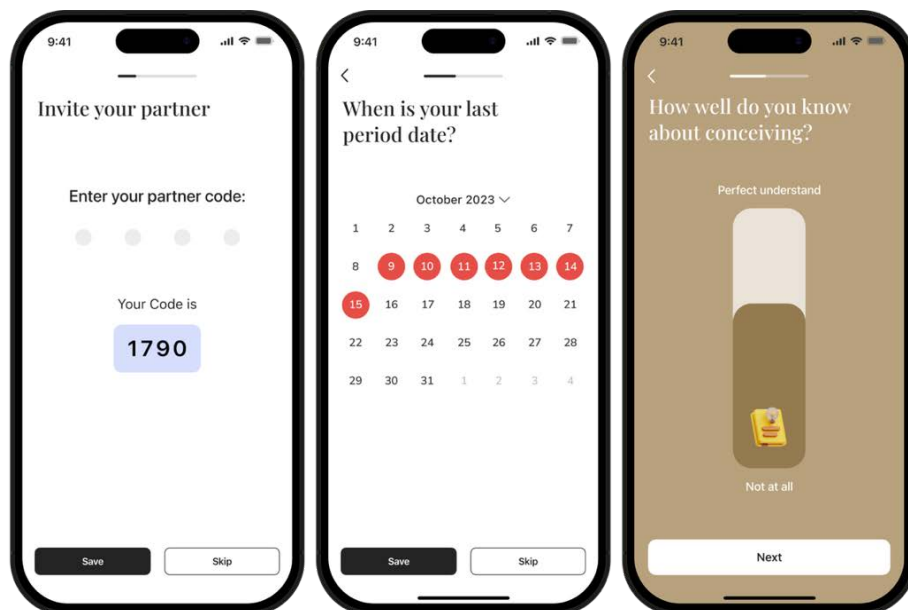 9:41
Invite your partner
Enter your partner code:
Your Code is
1790
Save Skip
9:41
When is your last
period date?
October 2023
1 2 3 4 5 6 7
8 9 10 11 12 13 14
15 16 17 18 19 20 21
22 23 24 25 26 27 28
29 30 31 1 2 3 4
Save Skip
9:41
How well do you know
about conceiving?
Perfect understand
Not at all
Next